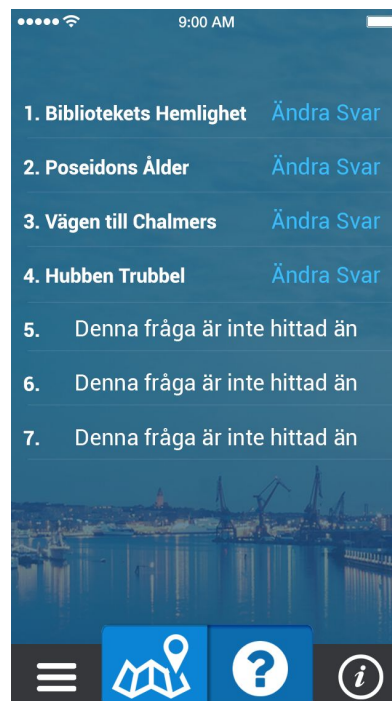 9:00 AM
1. Bibliotekets Hemlighet Ändra Svar
2. Poseidons Ålder Ändra Svar
3. Vägen till Chalmers Ändra Svar
4. Hubben Trubbel Ändra Svar
5. Denna fråga är inte hittad än
6. Denna fråga är inte hittad än
7. Denna fråga är inte hittad än
?
i